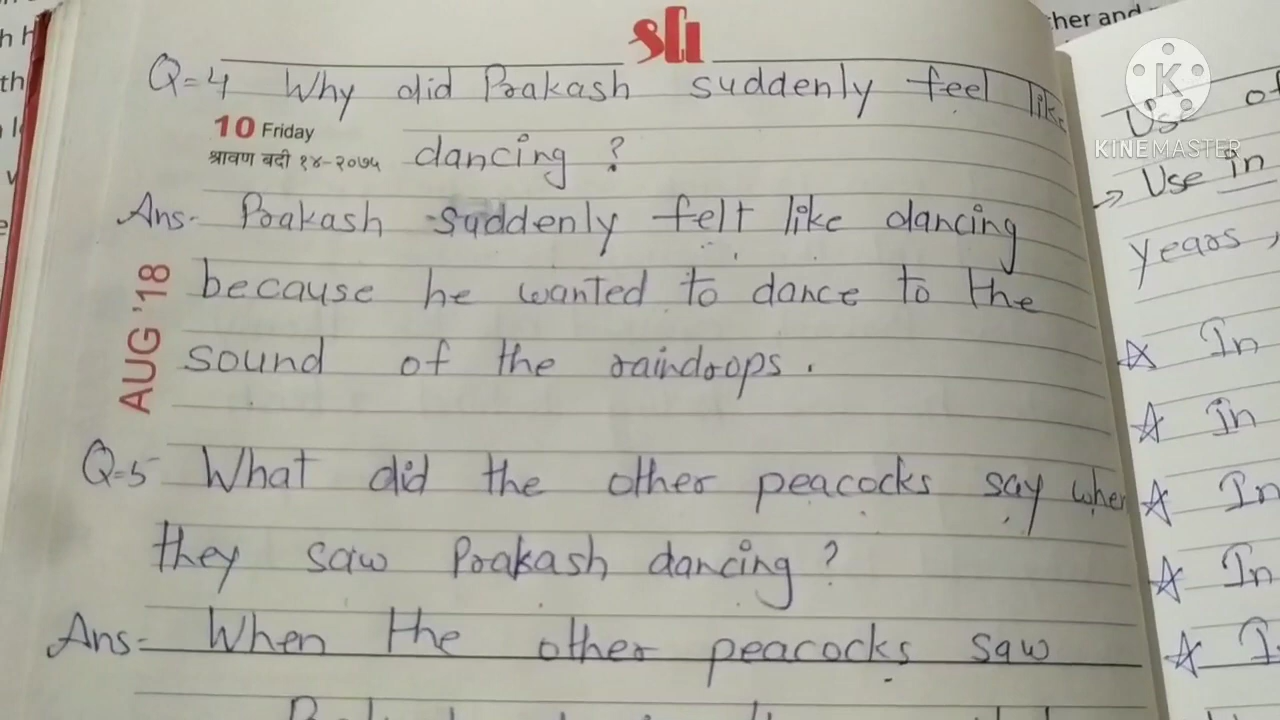 SCI
Q=4 Why did Prakash suddenly feel like
10 Friday
श्रावण बदी १४-२०७५
dancing ?
Ans- Prakash suddenly felt like dancing
because he wanted to dance to the
sound of the raindrops.
AUG '18
Q=5 What did the other peacocks say when
they saw Prakash dancing ?
Ans= When the other peacocks saw
her and
Use of
→ Use in
years,
☆ In
☆ In
☆ In
☆ In
K
KINEMASTER